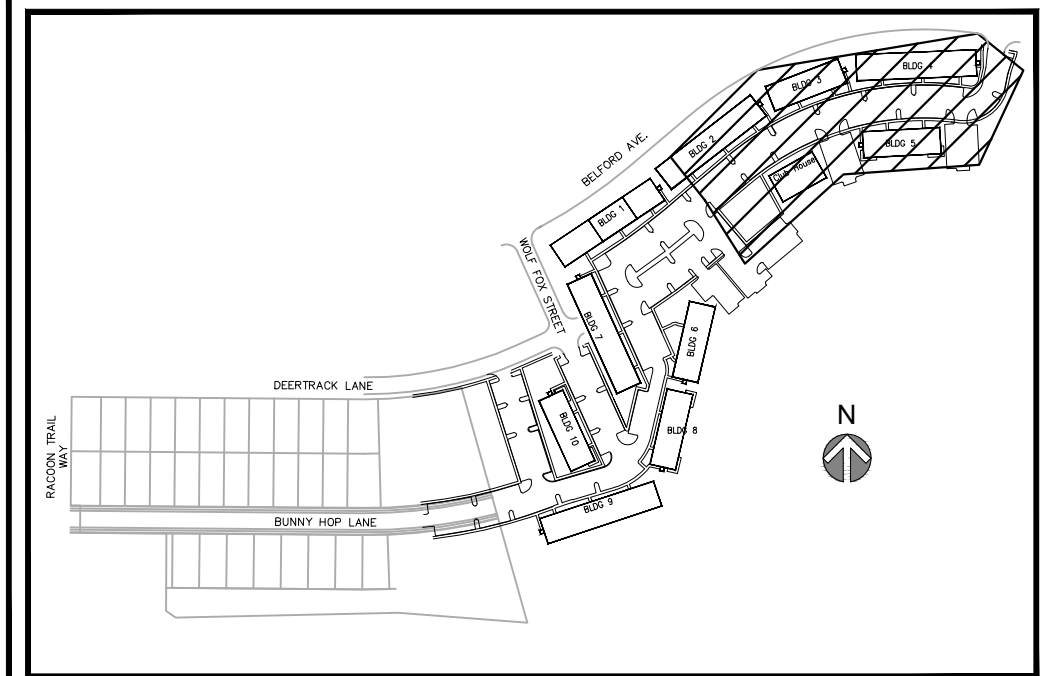 BLDG 4
BLDG 3
BLDG 2
BLDG 5
Club House
BELFORD AVE.
BLDG 1
WOLF FOX STREET
BLDG 7
BLDG 6
DEERTRACK LANE
BLDG 10
BLDG 8
N
RACOON TRAIL
WAY
BLDG 9
BUNNY HOP LANE